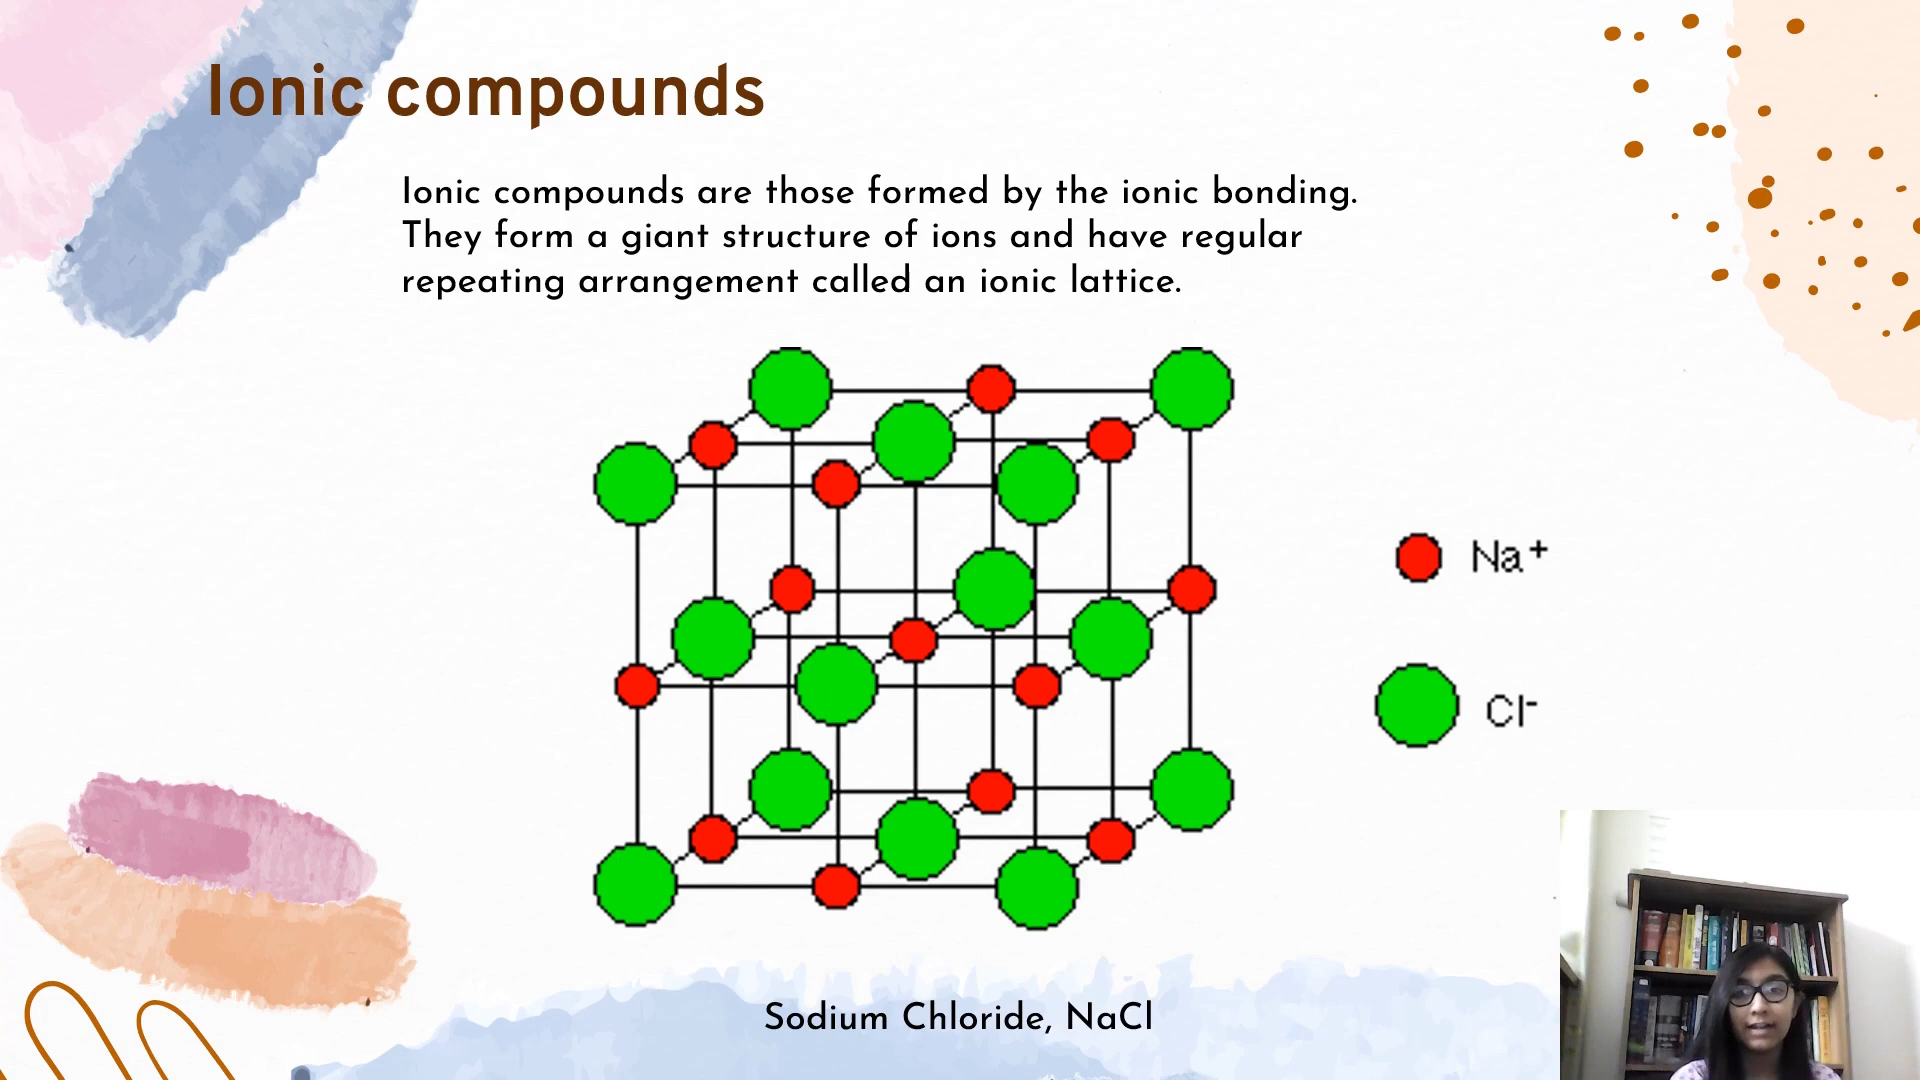 Ionic compounds
Ionic compounds are those formed by the ionic bonding.
They form a giant structure of ions and have regular
repeating arrangement called an ionic lattice.
Na⁺
Cl⁻
Sodium Chloride, NaCl